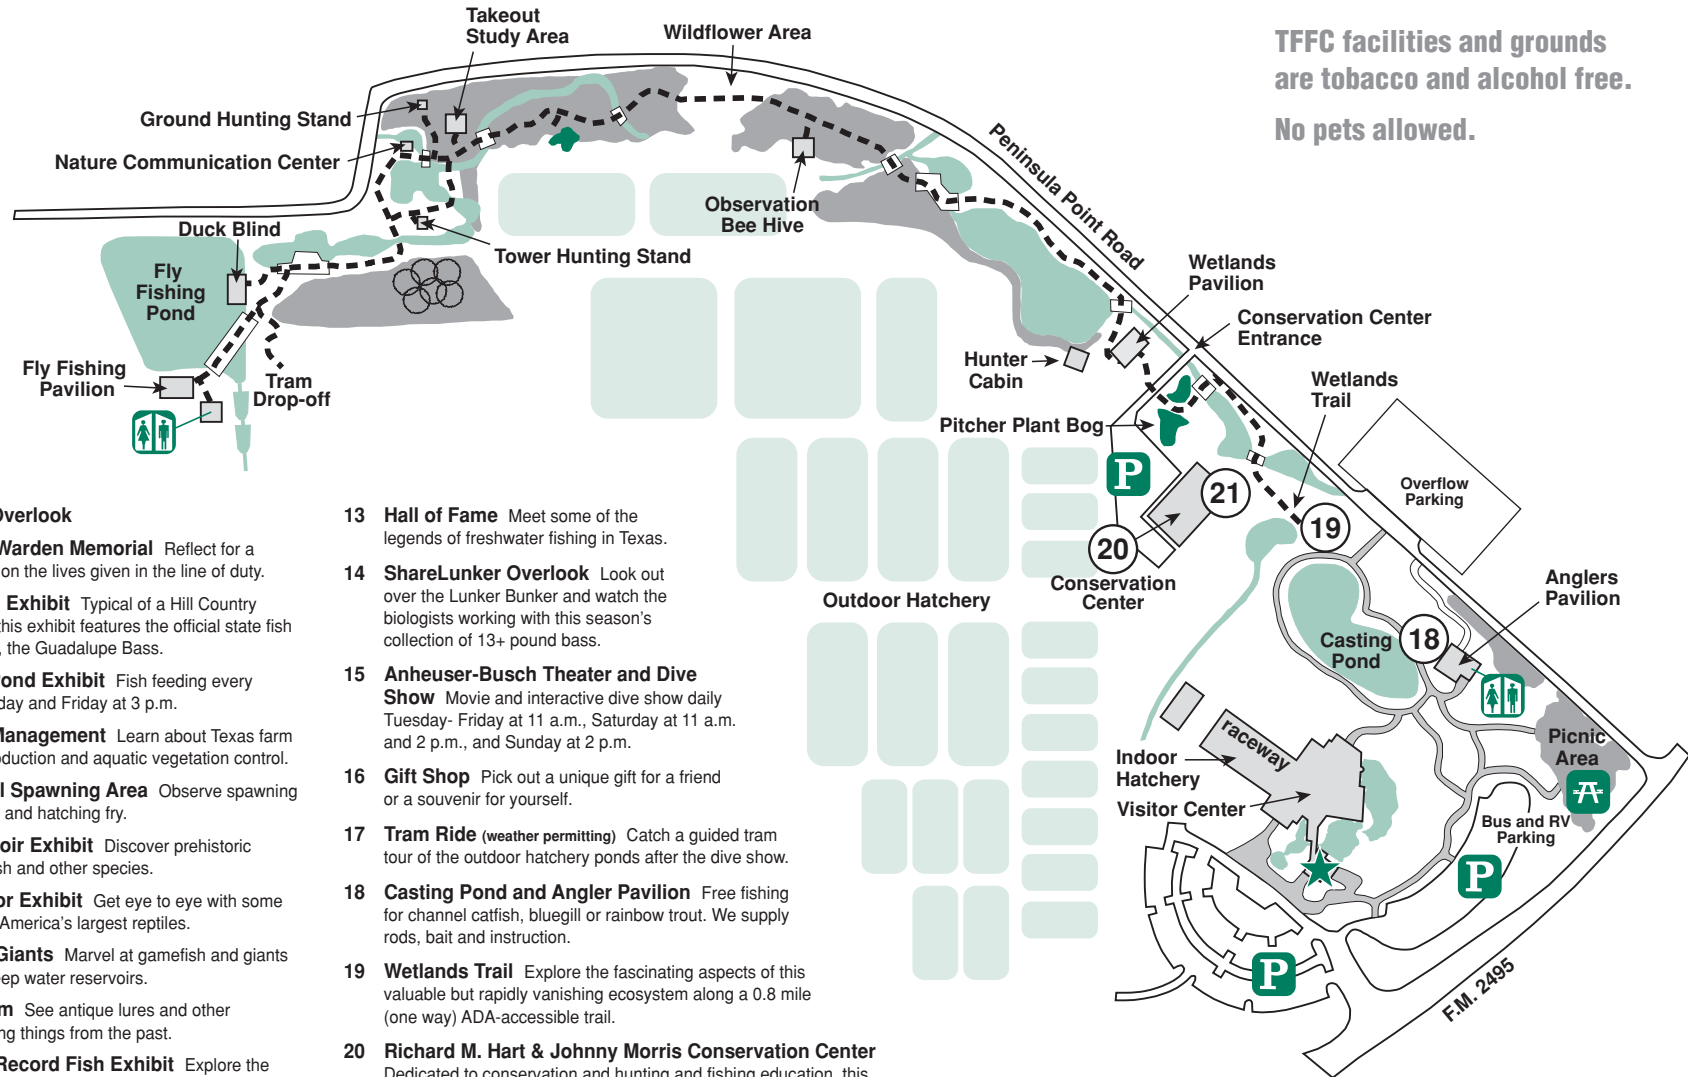 TFFC facilities and grounds
are tobacco and alcohol free.
No pets allowed.
Takeout
Study Area
Wildflower Area
Ground Hunting Stand
Nature Communication Center
Peninsula Point Road
Observation
Bee Hive
Duck Blind
Tower Hunting Stand
Fly
Fishing
Pond
Wetlands
Pavilion
Conservation Center
Entrance
Hunter
Cabin
Fly Fishing
Pavilion
Tram
Drop-off
Wetlands
Trail
Pitcher Plant Bog
P
Overflow
Parking
21
20
19
Conservation
Center
Outdoor Hatchery
Anglers
Pavilion
Casting
Pond
18
raceway
Indoor
Hatchery
Visitor Center
Picnic
Area
Bus and RV
Parking
P
P
F.M. 2495
Overlook
Warden Memorial Reflect for a
on the lives given in the line of duty.
Exhibit Typical of a Hill Country
this exhibit features the official state fish
, the Guadalupe Bass.
Pond Exhibit Fish feeding every
day and Friday at 3 p.m.
Management Learn about Texas farm
oduction and aquatic vegetation control.
l Spawning Area Observe spawning
and hatching fry.
oir Exhibit Discover prehistoric
sh and other species.
or Exhibit Get eye to eye with some
America's largest reptiles.
Giants Marvel at gamefish and giants
eep water reservoirs.
m See antique lures and other
ng things from the past.
Record Fish Exhibit Explore the
13 Hall of Fame Meet some of the
legends of freshwater fishing in Texas.
14 ShareLunker Overlook Look out
over the Lunker Bunker and watch the
biologists working with this season's
collection of 13+ pound bass.
15 Anheuser-Busch Theater and Dive
Show Movie and interactive dive show daily
Tuesday- Friday at 11 a.m., Saturday at 11 a.m.
and 2 p.m., and Sunday at 2 p.m.
16 Gift Shop Pick out a unique gift for a friend
or a souvenir for yourself.
17 Tram Ride (weather permitting) Catch a guided tram
tour of the outdoor hatchery ponds after the dive show.
18 Casting Pond and Angler Pavilion Free fishing
for channel catfish, bluegill or rainbow trout. We supply
rods, bait and instruction.
19 Wetlands Trail Explore the fascinating aspects of this
valuable but rapidly vanishing ecosystem along a 0.8 mile
(one way) ADA-accessible trail.
20 Richard M. Hart & Johnny Morris Conservation Center
Dedicated to conservation and hunting and fishing education, this